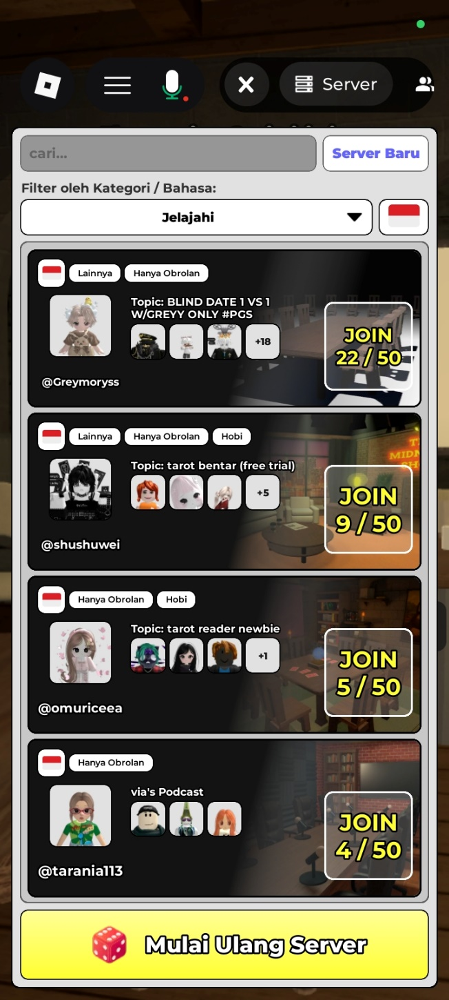 Server
cari...
Server Baru
Filter oleh Kategori / Bahasa:
Jelajahi
Lainnya
Hanya Obrolan
Topic: BLIND DATE 1 VS 1
W/GREYY ONLY #PGS
+18
JOIN
22 / 50
@Greymoryss
Lainnya
Hanya Obrolan
Hobi
Topic: tarot bentar (free trial)
+5
JOIN
9 / 50
@shushuwei
Hanya Obrolan
Hobi
Topic: tarot reader newbie
+1
JOIN
5 / 50
@omuriceea
Hanya Obrolan
via's Podcast
JOIN
4 / 50
@tarania113
Mulai Ulang Server